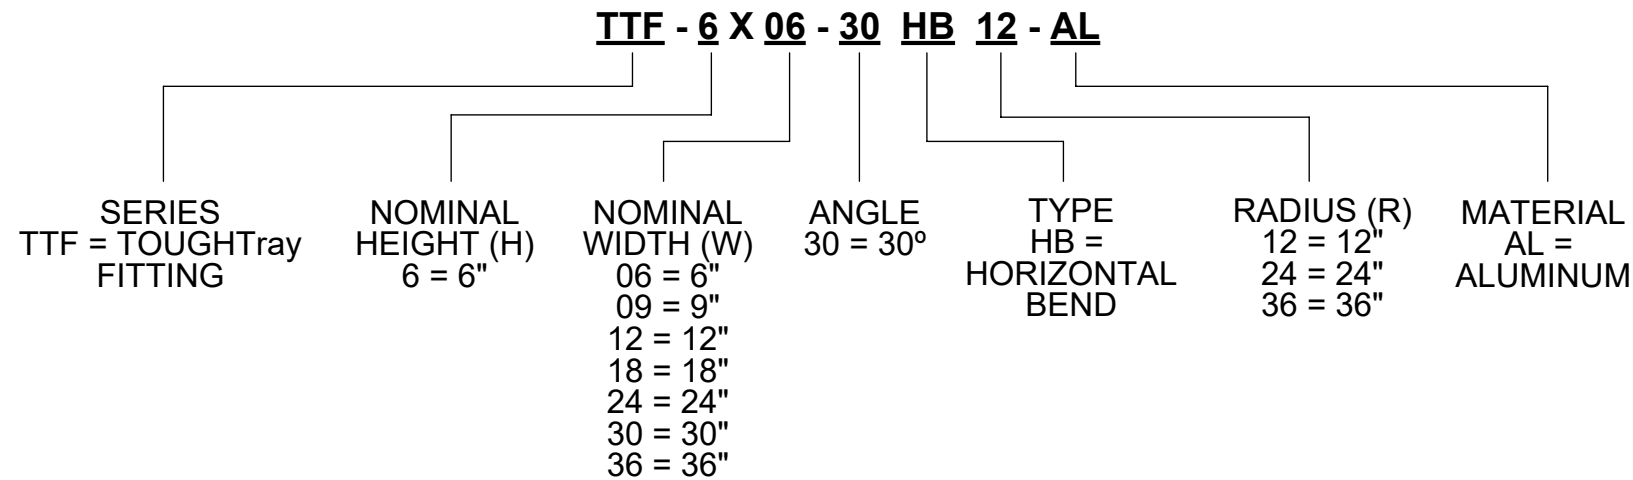 TTF - 6 X 06 - 30 HB 12 - AL
SERIES
TTF = TOUGHTray
FITTING
NOMINAL
HEIGHT (H)
6 = 6"
NOMINAL
WIDTH (W)
06 = 6"
09 = 9"
12 = 12"
18 = 18"
24 = 24"
30 = 30"
36 = 36"
ANGLE
30 = 30º
TYPE
HB =
HORIZONTAL
BEND
RADIUS (R)
12 = 12"
24 = 24"
36 = 36"
MATERIAL
AL =
ALUMINUM